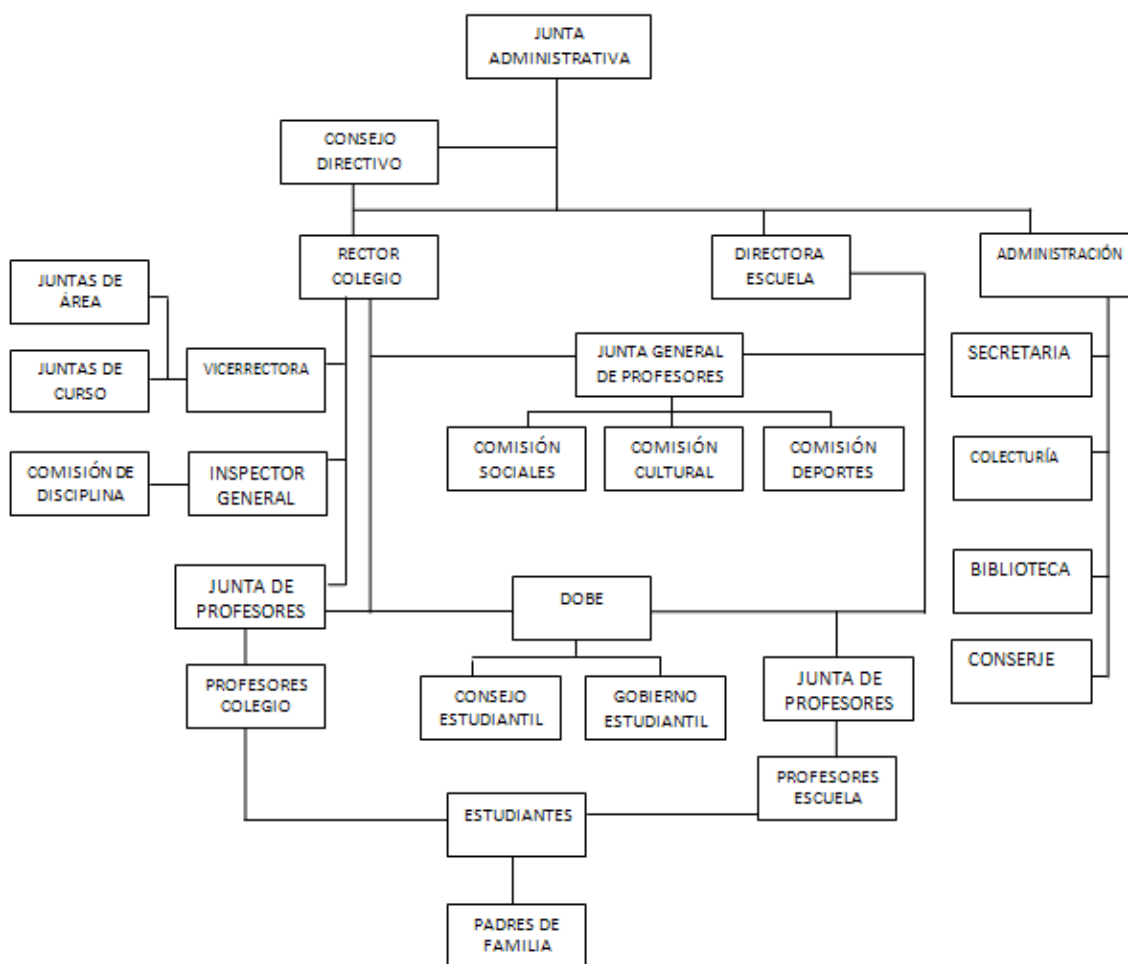 JUNTA
ADMINISTRATIVA
CONSEJO
DIRECTIVO
RECTOR
COLEGIO
DIRECTORA
ESCUELA
ADMINISTRACIÓN
JUNTAS DE
ÁREA
JUNTAS DE
CURSO
VICERRECTORA
JUNTA GENERAL
DE PROFESORES
SECRETARIA
COMISIÓN
SOCIALES
COMISIÓN
CULTURAL
COMISIÓN
DEPORTES
COLECTURÍA
COMISIÓN DE
DISCIPLINA
INSPECTOR
GENERAL
JUNTA DE
PROFESORES
DOBE
BIBLIOTECA
PROFESORES
COLEGIO
CONSEJO
ESTUDIANTIL
GOBIERNO
ESTUDIANTIL
JUNTA DE
PROFESORES
CONSERJE
PROFESORES
ESCUELA
ESTUDIANTES
PADRES DE
FAMILIA